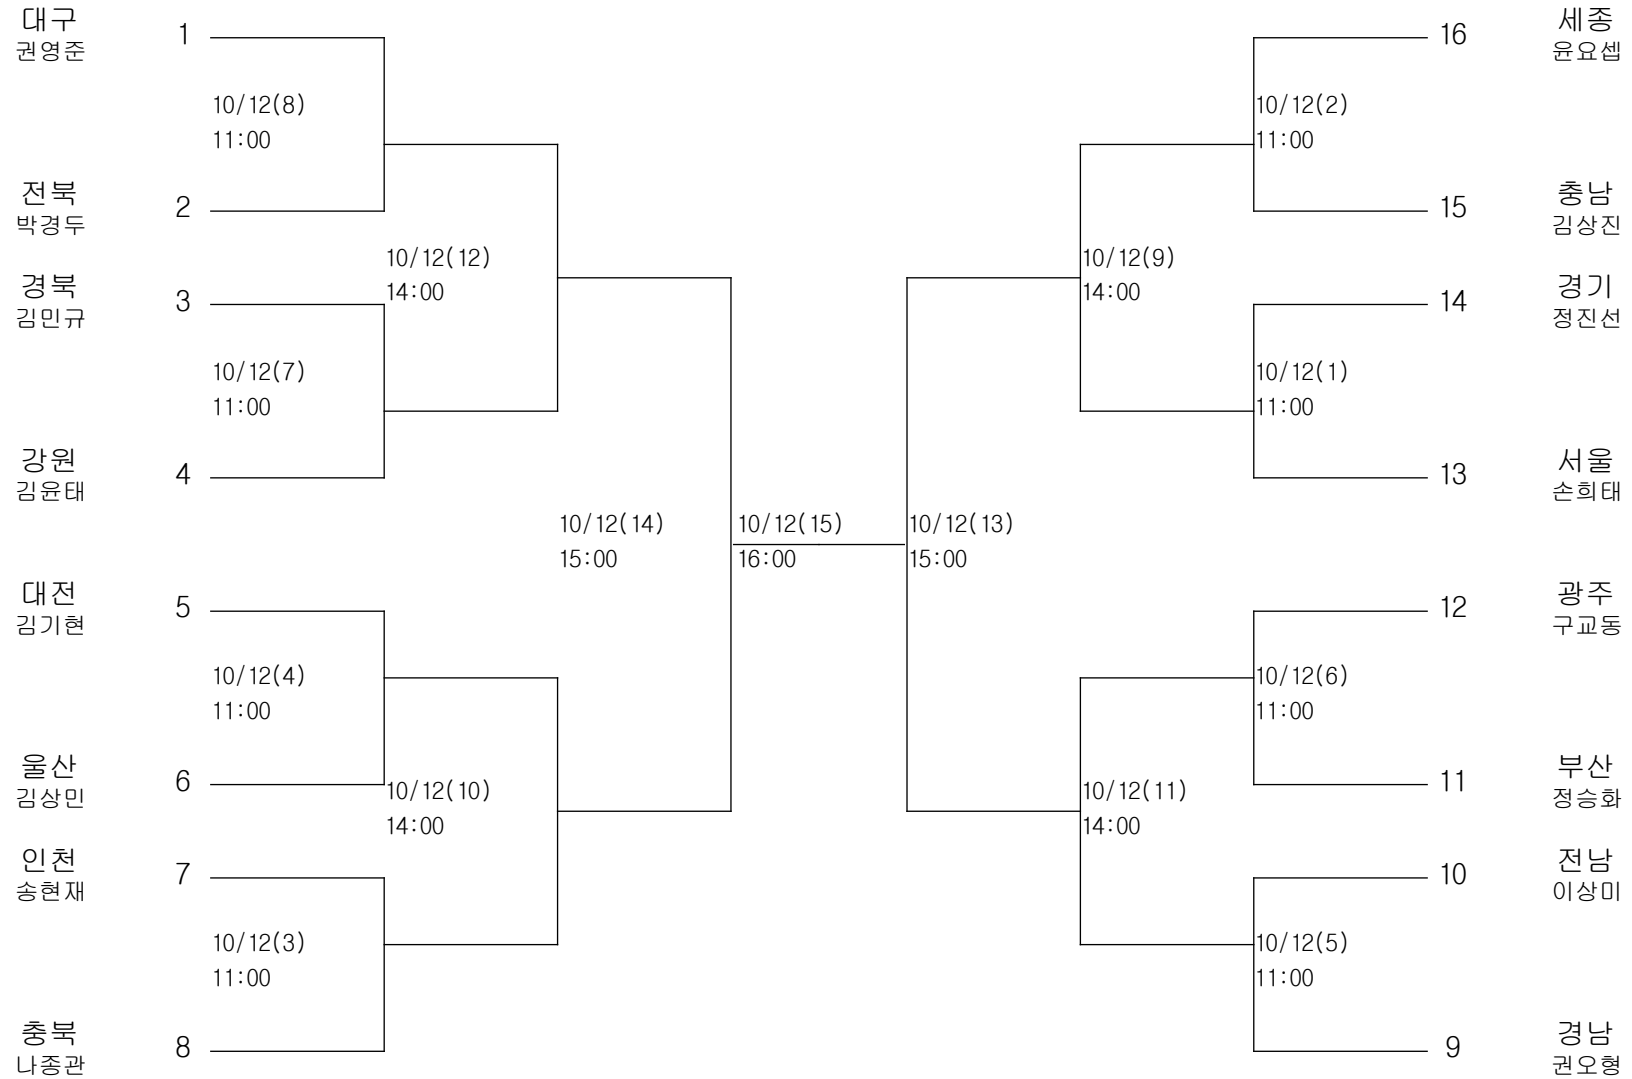 대구
권영준
1
10/12(8)
11:00
전북
박경두
2
10/12(12)
14:00
경북
김민규
3
10/12(7)
11:00
강원
김윤태
4
10/12(14)
15:00
대전
김기현
5
10/12(4)
11:00
울산
김상민
6
10/12(10)
14:00
인천
송현재
7
10/12(3)
11:00
충북
나종관
8
10/12(15)
16:00
16
세종
윤요셉
10/12(2)
11:00
15
충남
김상진
10/12(9)
14:00
14
경기
정진선
10/12(1)
11:00
13
서울
손희태
10/12(13)
15:00
12
광주
구교동
10/12(6)
11:00
11
부산
정승화
10/12(11)
14:00
10
전남
이상미
10/12(5)
11:00
9
경남
권오형